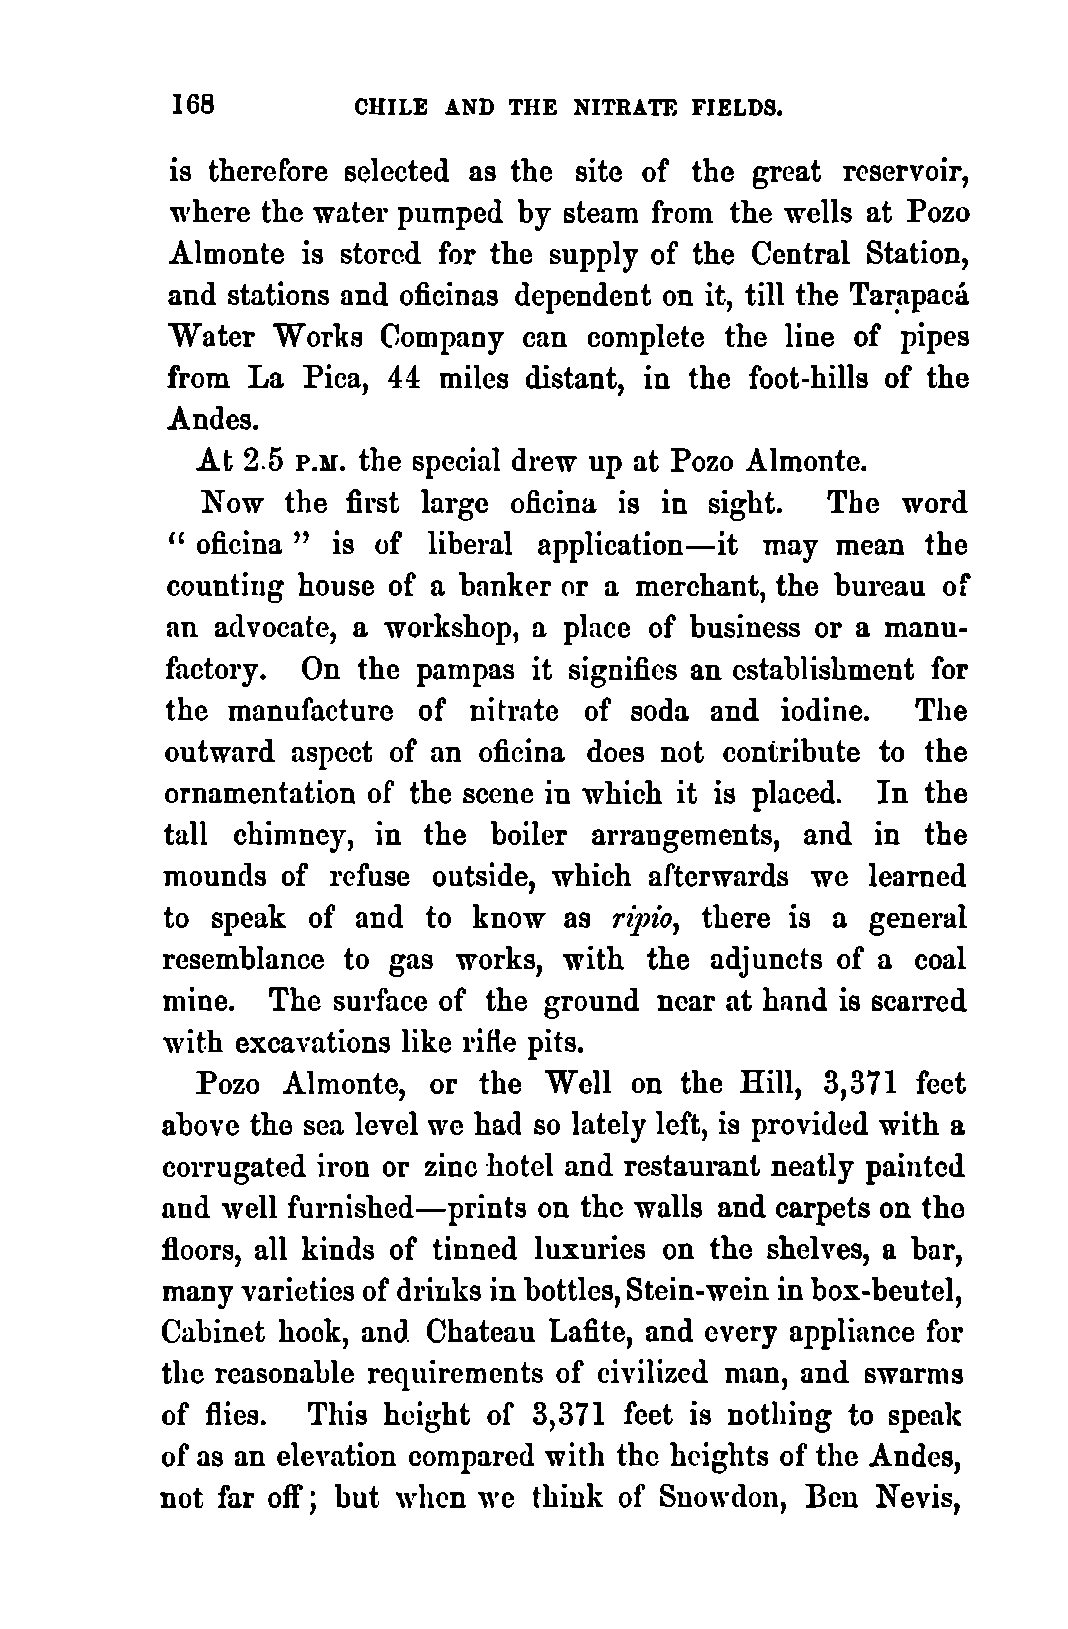 168 CHILE AND THE NITRATE FIELDS.
is therefore selected as the site of the great reservoir,
where the water pumped by steam from the wells at Pozo
Almonte is stored for the supply of the Central Station,
and stations and oficinas dependent on it, till the Tarapacá
Water Works Company can complete the line of pipes
from La Pica, 44 miles distant, in the foot-hills of the
Andes.
At 2.5 P.M. the special drew up at Pozo Almonte.
Now the first large oficina is in sight. The word
“ oficina ” is of liberal application—it may mean the
counting house of a banker or a merchant, the bureau of
an advocate, a workshop, a place of business or a manu-
factory. On the pampas it signifies an establishment for
the manufacture of nitrate of soda and iodine. The
outward aspect of an oficina does not contribute to the
ornamentation of the scene in which it is placed. In the
tall chimney, in the boiler arrangements, and in the
mounds of refuse outside, which afterwards we learned
to speak of and to know as ripio, there is a general
resemblance to gas works, with the adjuncts of a coal
mine. The surface of the ground near at hand is scarred
with excavations like rifle pits.
Pozo Almonte, or the Well on the Hill, 3,371 feet
above the sea level we had so lately left, is provided with a
corrugated iron or zinc hotel and restaurant neatly painted
and well furnished—prints on the walls and carpets on the
floors, all kinds of tinned luxuries on the shelves, a bar,
many varieties of drinks in bottles, Stein-wein in box-beutel,
Cabinet hook, and Chateau Lafite, and every appliance for
the reasonable requirements of civilized man, and swarms
of flies. This height of 3,371 feet is nothing to speak
of as an elevation compared with the heights of the Andes,
not far off; but when we think of Snowdon, Ben Nevis,